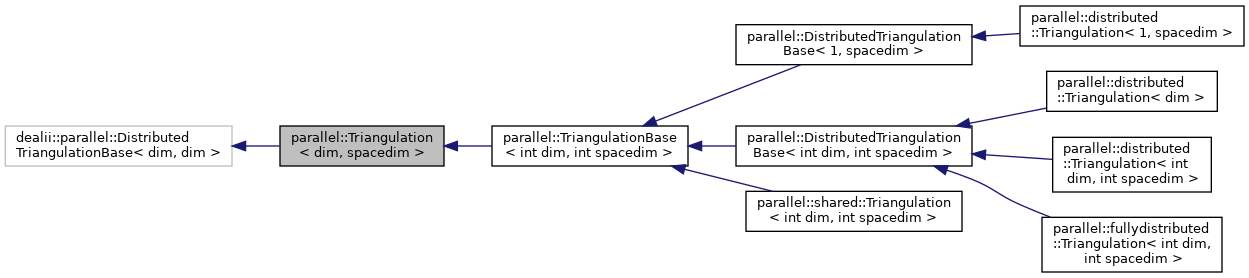 dealii::parallel::Distributed
TriangulationBase< dim, dim >
parallel::Triangulation
< dim, spacedim >
parallel::TriangulationBase
< int dim, int spacedim >
parallel::DistributedTriangulation
Base< 1, spacedim >
parallel::distributed
::Triangulation< 1, spacedim >
parallel::DistributedTriangulation
Base< int dim, int spacedim >
parallel::distributed
::Triangulation< dim >
parallel::distributed
::Triangulation< int
dim, int spacedim >
parallel::fullydistributed
::Triangulation< int dim,
int spacedim >
parallel::shared::Triangulation
< int dim, int spacedim >